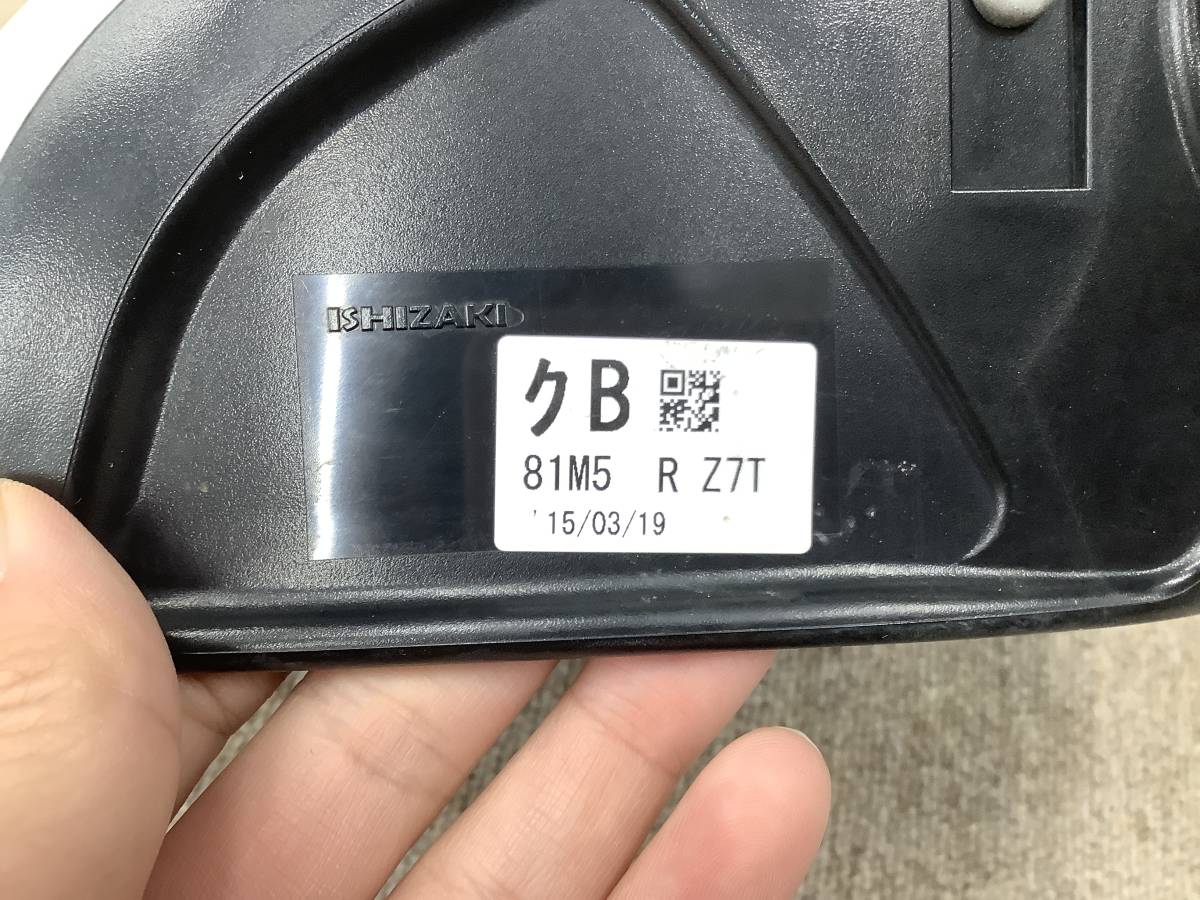 ISHIZAKI
クB
81M5 R Z7T
'15/03/19